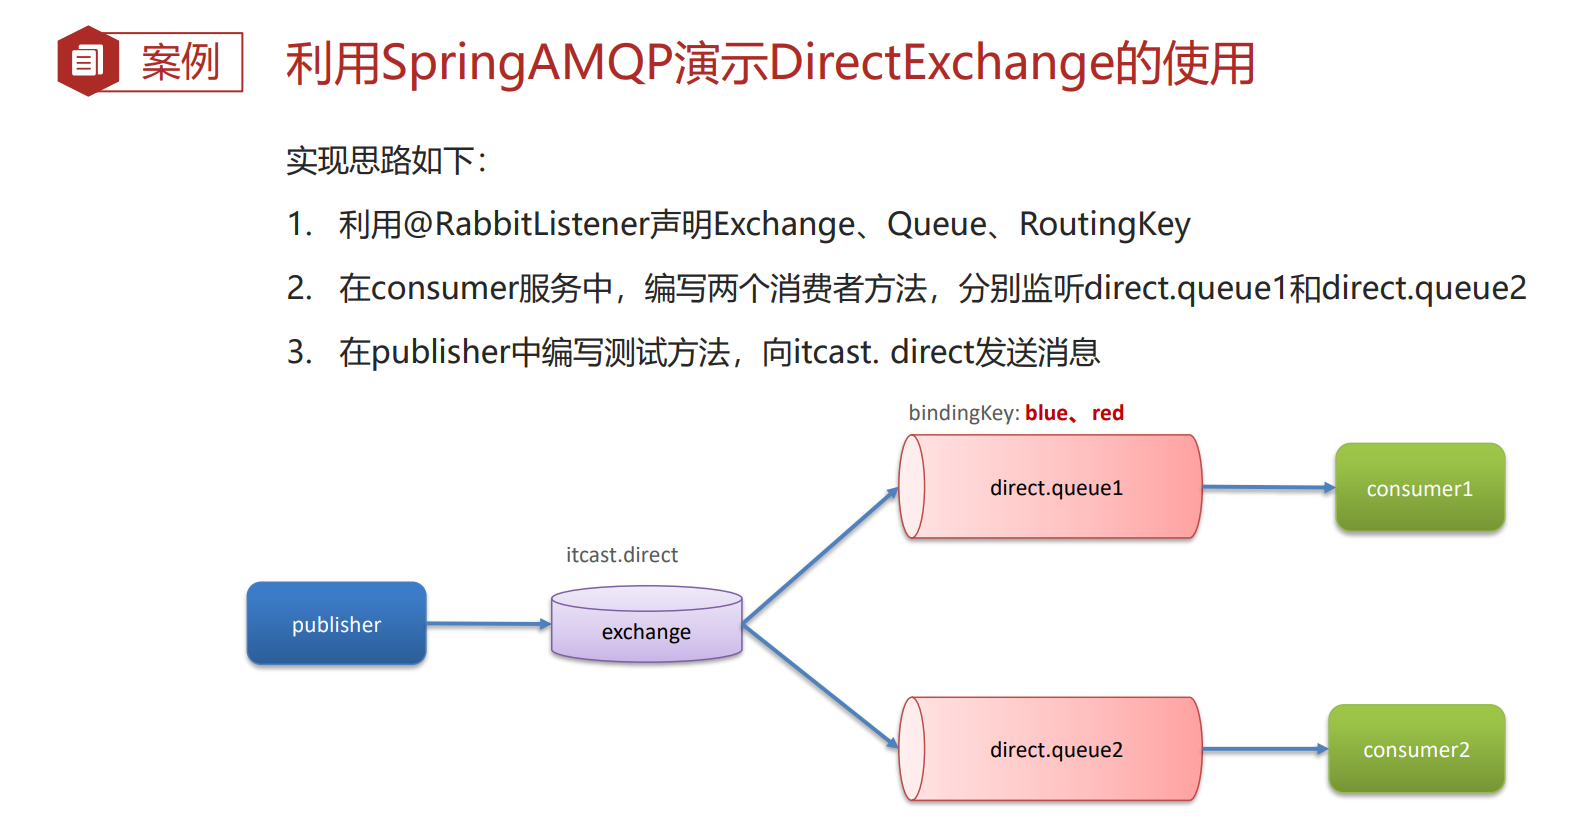 案例
利用SpringAMQP演示DirectExchange的使用
实现思路如下：
1. 利用@RabbitListener声明Exchange、Queue、RoutingKey
2. 在consumer服务中，编写两个消费者方法，分别监听direct.queue1和direct.queue2
3. 在publisher中编写测试方法，向itcast. direct发送消息
bindingKey: blue、red
direct.queue1
consumer1
itcast.direct
publisher
exchange
direct.queue2
consumer2